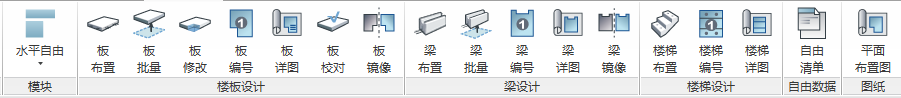 水平自由
板
布置
板
批量
板
修改
板
编号
板
详图
板
校对
板
镜像
梁
布置
梁
批量
梁
编号
梁
详图
梁
镜像
楼梯
布置
楼梯
编号
楼梯
详图
自由
清单
平面
布置图
模块
楼板设计
梁设计
楼梯设计
自由数据
图纸